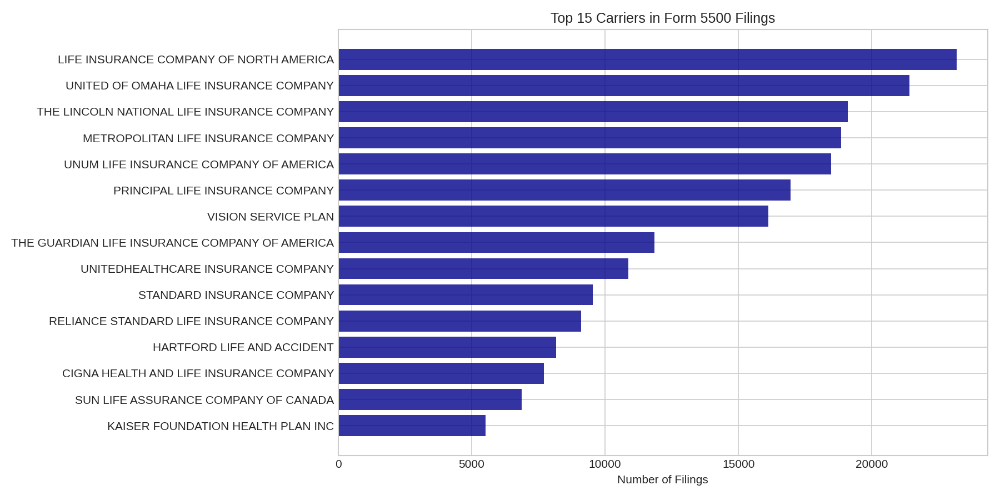 Top 15 Carriers in Form 5500 Filings
LIFE INSURANCE COMPANY OF NORTH AMERICA
UNITED OF OMAHA LIFE INSURANCE COMPANY
THE LINCOLN NATIONAL LIFE INSURANCE COMPANY
METROPOLITAN LIFE INSURANCE COMPANY
UNUM LIFE INSURANCE COMPANY OF AMERICA
PRINCIPAL LIFE INSURANCE COMPANY
VISION SERVICE PLAN
THE GUARDIAN LIFE INSURANCE COMPANY OF AMERICA
UNITEDHEALTHCARE INSURANCE COMPANY
STANDARD INSURANCE COMPANY
RELIANCE STANDARD LIFE INSURANCE COMPANY
HARTFORD LIFE AND ACCIDENT
CIGNA HEALTH AND LIFE INSURANCE COMPANY
SUN LIFE ASSURANCE COMPANY OF CANADA
KAISER FOUNDATION HEALTH PLAN INC
0 5000 10000 15000 20000
Number of Filings